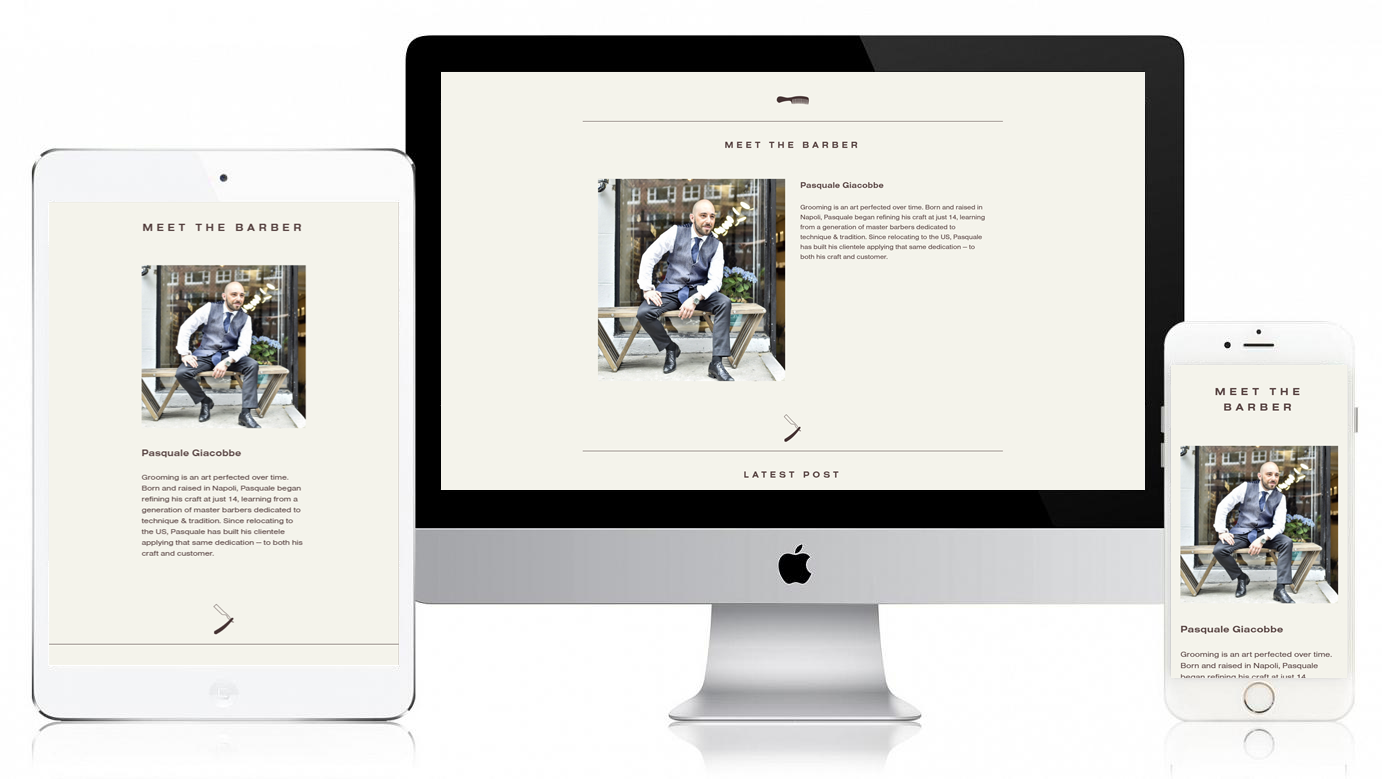 MEET THE BARBER
Pasquale Giacobbe
Grooming is an art perfected over time.
Born and raised in Napoli, Pasquale began
refining his craft at just 14, learning from a
generation of master barbers dedicated to
technique & tradition. Since relocating to
the US, Pasquale has built his clientele
applying that same dedication – to both his
craft and customer.
MEET THE BARBER
Pasquale Giacobbe
Grooming is an art perfected over time. Born and raised in
Napoli, Pasquale began refining his craft at just 14, learning
from a generation of master barbers dedicated to
technique & tradition. Since relocating to the US, Pasquale
has built his clientele applying that same dedication – to
both his craft and customer.
LATEST POST
MEET THE
BARBER
Pasquale Giacobbe
Grooming is an art perfected over time.
Born and raised in Napoli, Pasquale
began refining his craft at just 14,